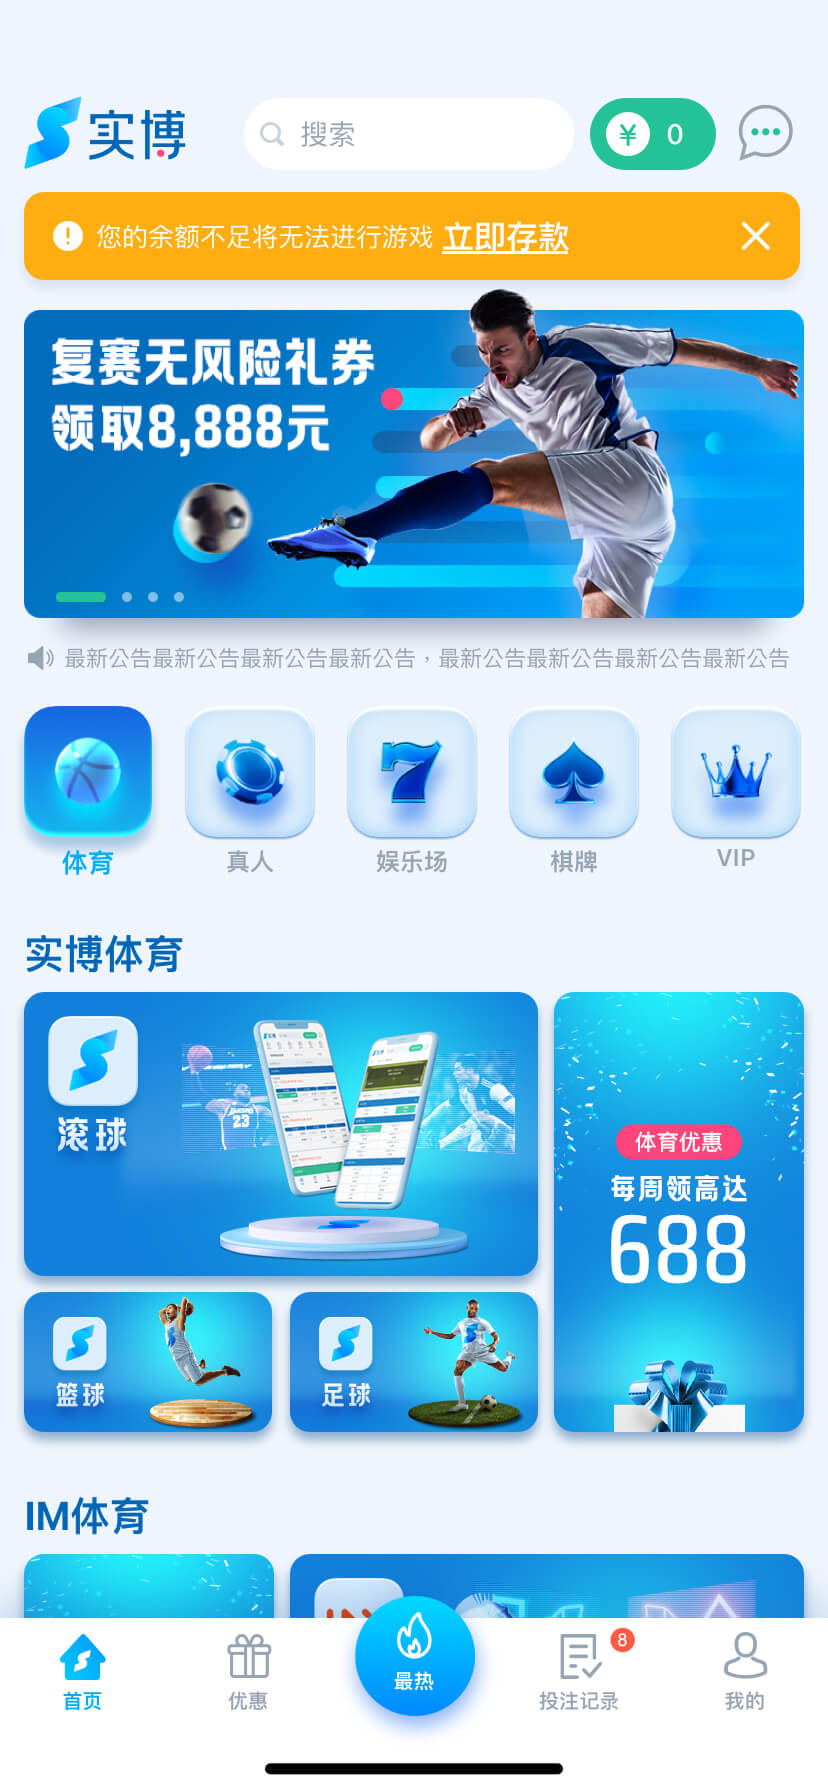 实博
搜索
¥ 0
您的余额不足将无法进行游戏 立即存款
复赛无风险礼券
领取8,888元
最新公告最新公告最新公告最新公告，最新公告最新公告最新公告最新公告
体育
真人
娱乐场
棋牌
VIP
实博体育
滚球
23
体育优惠
每周领高达
688
篮球
足球
IM体育
首页
优惠
最热
8
投注记录
我的